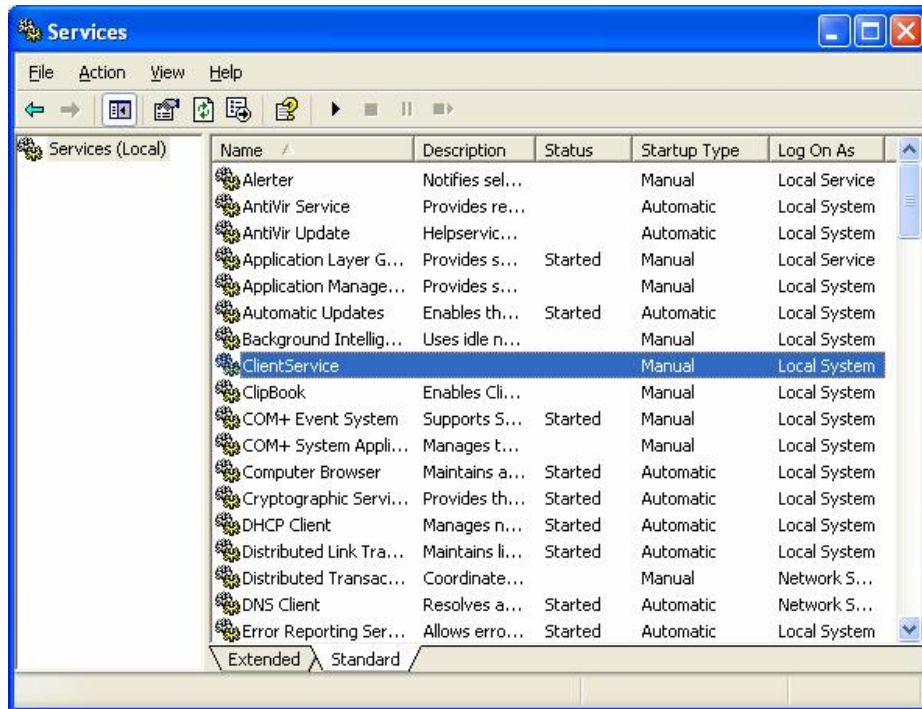 Services
File Action View Help
Services (Local)
Name Description Status Startup Type Log On As
Alerter Notifies sel... Manual Local Service
AntiVir Service Provides re... Automatic Local System
AntiVir Update Helpservic... Automatic Local System
Application Layer G... Provides s... Started Manual Local Service
Application Manage... Provides s... Manual Local System
Automatic Updates Enables th... Started Automatic Local System
Background Intellig... Uses idle n... Manual Local System
ClientService Manual Local System
ClipBook Enables Cli... Manual Local System
COM+ Event System Supports S... Started Manual Local System
COM+ System Appli... Manages t... Manual Local System
Computer Browser Maintains a... Started Automatic Local System
Cryptographic Servi... Provides th... Started Automatic Local System
DHCP Client Manages n... Started Automatic Local System
Distributed Link Tra... Maintains li... Started Automatic Local System
Distributed Transac... Coordinate... Manual Network S...
DNS Client Resolves a... Started Automatic Network S...
Error Reporting Ser... Allows erro... Started Automatic Local System
Extended Standard